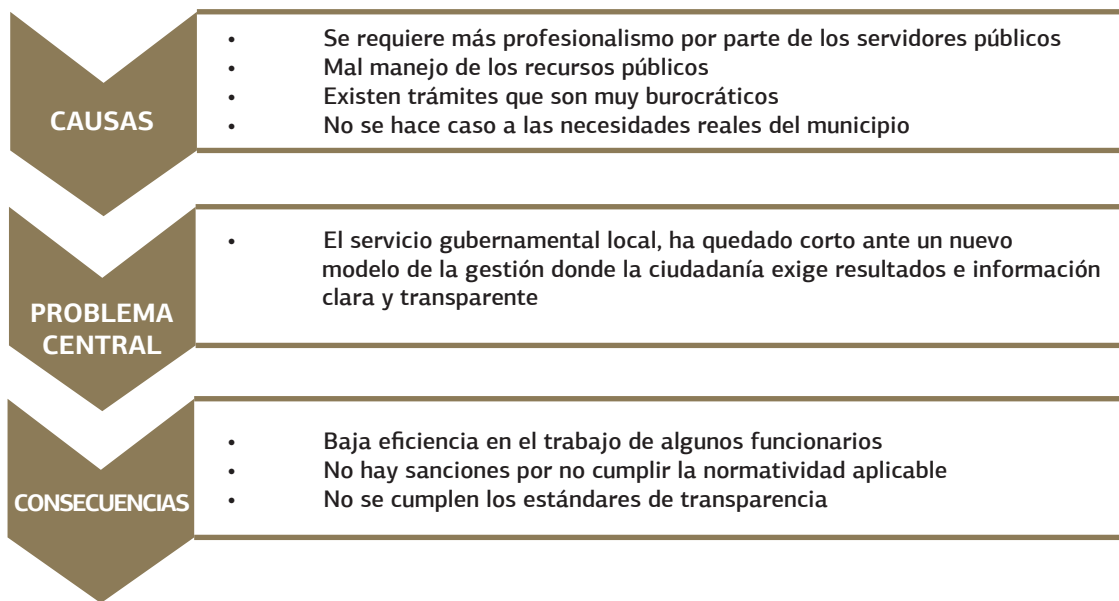 CAUSAS
• Se requiere más profesionalismo por parte de los servidores públicos
• Mal manejo de los recursos públicos
• Existen trámites que son muy burocráticos
• No se hace caso a las necesidades reales del municipio
PROBLEMA
CENTRAL
• El servicio gubernamental local, ha quedado corto ante un nuevo
modelo de la gestión donde la ciudadanía exige resultados e información
clara y transparente
CONSECUENCIAS
• Baja eficiencia en el trabajo de algunos funcionarios
• No hay sanciones por no cumplir la normatividad aplicable
• No se cumplen los estándares de transparencia